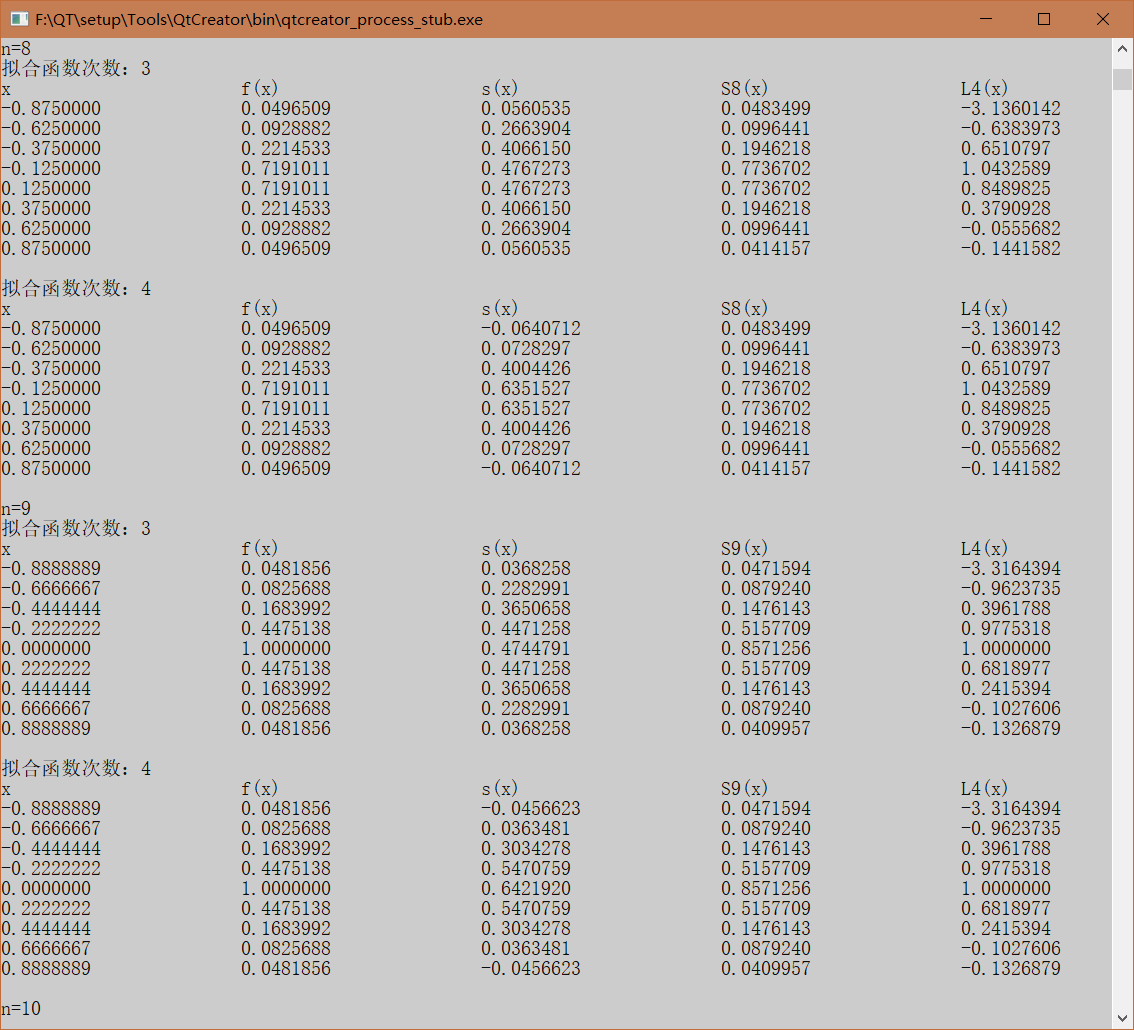 F:\QT\setup\Tools\QtCreator\bin\qtcreator_process_stub.exe
n=8
拟合函数次数: 3
x f(x) s(x) S8(x) L4(x)
-0.8750000 0.0496509 0.0560535 0.0483499 -3.1360142
-0.6250000 0.0928882 0.2663904 0.0996441 -0.6383973
-0.3750000 0.2214533 0.4066150 0.1946218 0.6510797
-0.1250000 0.7191011 0.4767273 0.7736702 1.0432589
0.1250000 0.7191011 0.4767273 0.7736702 0.8489825
0.3750000 0.2214533 0.4066150 0.1946218 0.3790928
0.6250000 0.0928882 0.2663904 0.0996441 -0.0555682
0.8750000 0.0496509 0.0560535 0.0414157 -0.1441582
拟合函数次数: 4
x f(x) s(x) S8(x) L4(x)
-0.8750000 0.0496509 -0.0640712 0.0483499 -3.1360142
-0.6250000 0.0928882 0.0728297 0.0996441 -0.6383973
-0.3750000 0.2214533 0.4004426 0.1946218 0.6510797
-0.1250000 0.7191011 0.6351527 0.7736702 1.0432589
0.1250000 0.7191011 0.6351527 0.7736702 0.8489825
0.3750000 0.2214533 0.4004426 0.1946218 0.3790928
0.6250000 0.0928882 0.0728297 0.0996441 -0.0555682
0.8750000 0.0496509 -0.0640712 0.0414157 -0.1441582
n=9
拟合函数次数: 3
x f(x) s(x) S9(x) L4(x)
-0.8888889 0.0481856 0.0368258 0.0471594 -3.3164394
-0.6666667 0.0825688 0.2282991 0.0879240 -0.9623735
-0.4444444 0.1683992 0.3650658 0.1476143 0.3961788
-0.2222222 0.4475138 0.4471258 0.5157709 0.9775318
0.0000000 1.0000000 0.4744791 0.8571256 1.0000000
0.2222222 0.4475138 0.4471258 0.5157709 0.6818977
0.4444444 0.1683992 0.3650658 0.1476143 0.2415394
0.6666667 0.0825688 0.2282991 0.0879240 -0.1027606
0.8888889 0.0481856 0.0368258 0.0409957 -0.1326879
拟合函数次数: 4
x f(x) s(x) S9(x) L4(x)
-0.8888889 0.0481856 -0.0456623 0.0471594 -3.3164394
-0.6666667 0.0825688 0.0363481 0.0879240 -0.9623735
-0.4444444 0.1683992 0.3034278 0.1476143 0.3961788
-0.2222222 0.4475138 0.5470759 0.5157709 0.9775318
0.0000000 1.0000000 0.6421920 0.8571256 1.0000000
0.2222222 0.4475138 0.5470759 0.5157709 0.6818977
0.4444444 0.1683992 0.3034278 0.1476143 0.2415394
0.6666667 0.0825688 0.0363481 0.0879240 -0.1027606
0.8888889 0.0481856 -0.0456623 0.0409957 -0.1326879
n=10